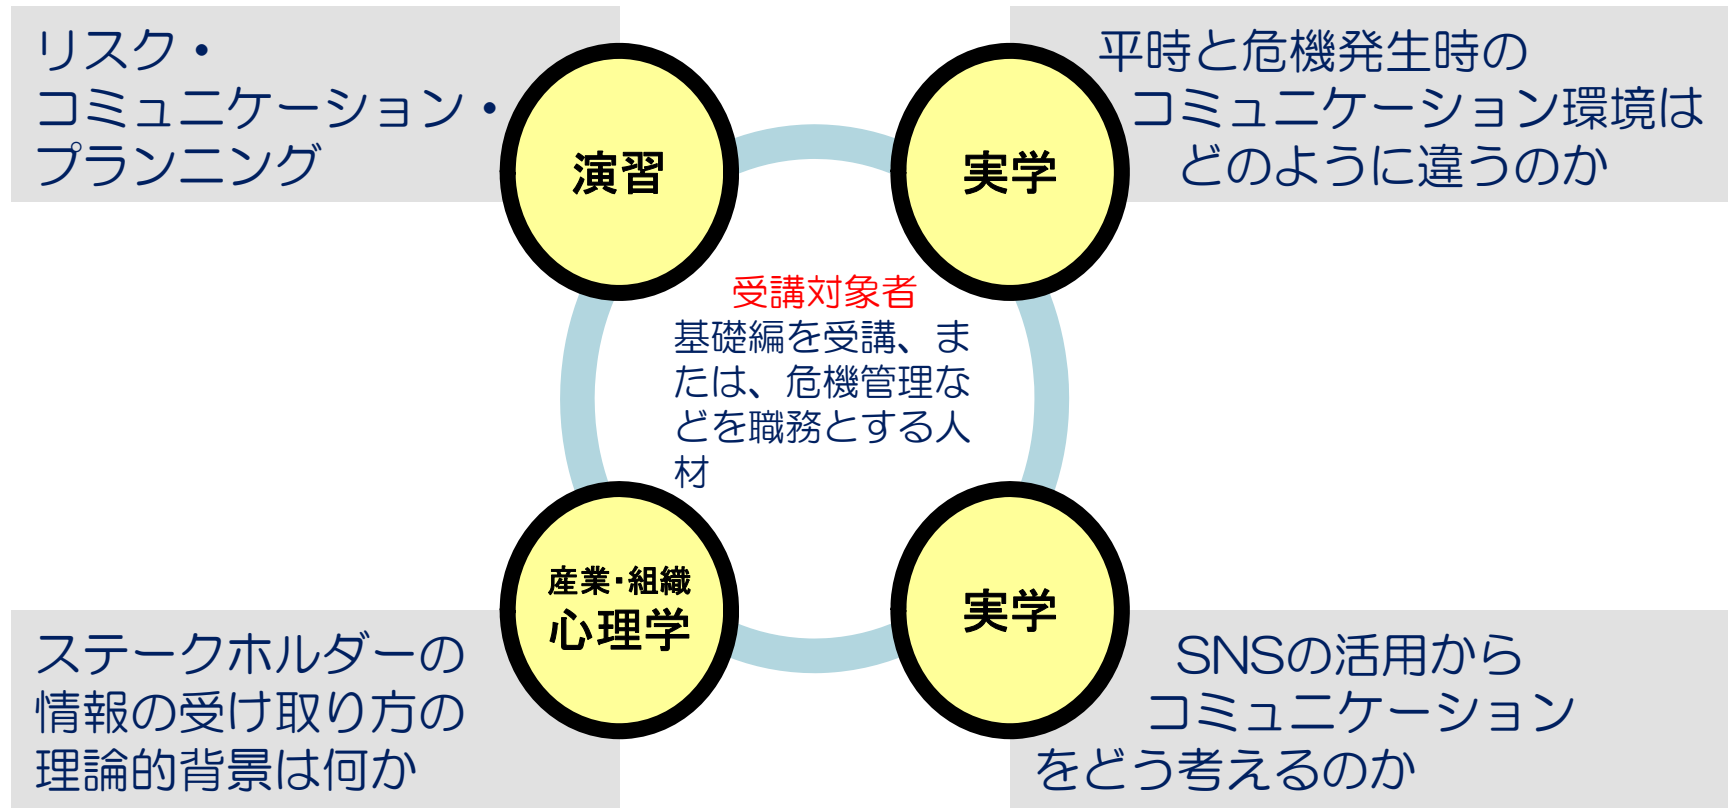 リスク・
コミュニケーション・
プランニング
演習
実学
平時と危機発生時の
コミュニケーション環境は
どのように違うのか
受講対象者
基礎編を受講、ま
たは、危機管理な
どを職務とする人
材
ステークホルダーの
情報の受け取り方の
理論的背景は何か
産業・組織
心理学
実学
SNSの活用から
コミュニケーション
をどう考えるのか